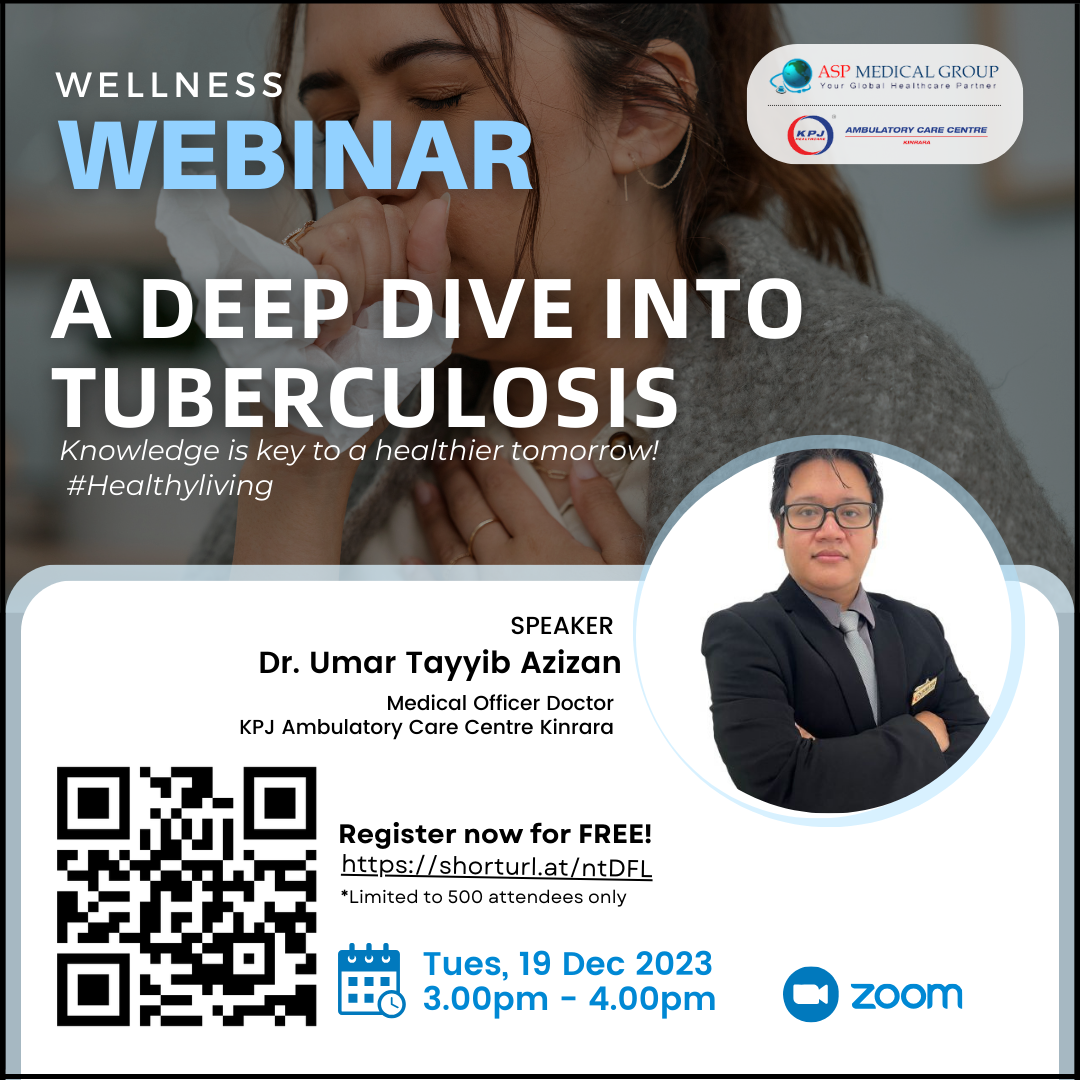 WELLNESS
WEBINAR
ASP MEDICAL GROUP
Your Global Healthcare Partner
KPJ
HEALTHCARE
AMBULATORY CARE CENTRE
KINRARA
A DEEP DIVE INTO
TUBERCULOSIS
Knowledge is key to a healthier tomorrow!
#Healthyliving
SPEAKER
Dr. Umar Tayyib Azizan
Medical Officer Doctor
KPJ Ambulatory Care Centre Kinrara
Register now for FREE!
https://shorturl.at/ntDFL
*Limited to 500 attendees only
Tues, 19 Dec 2023
3.00pm - 4.00pm
zoom